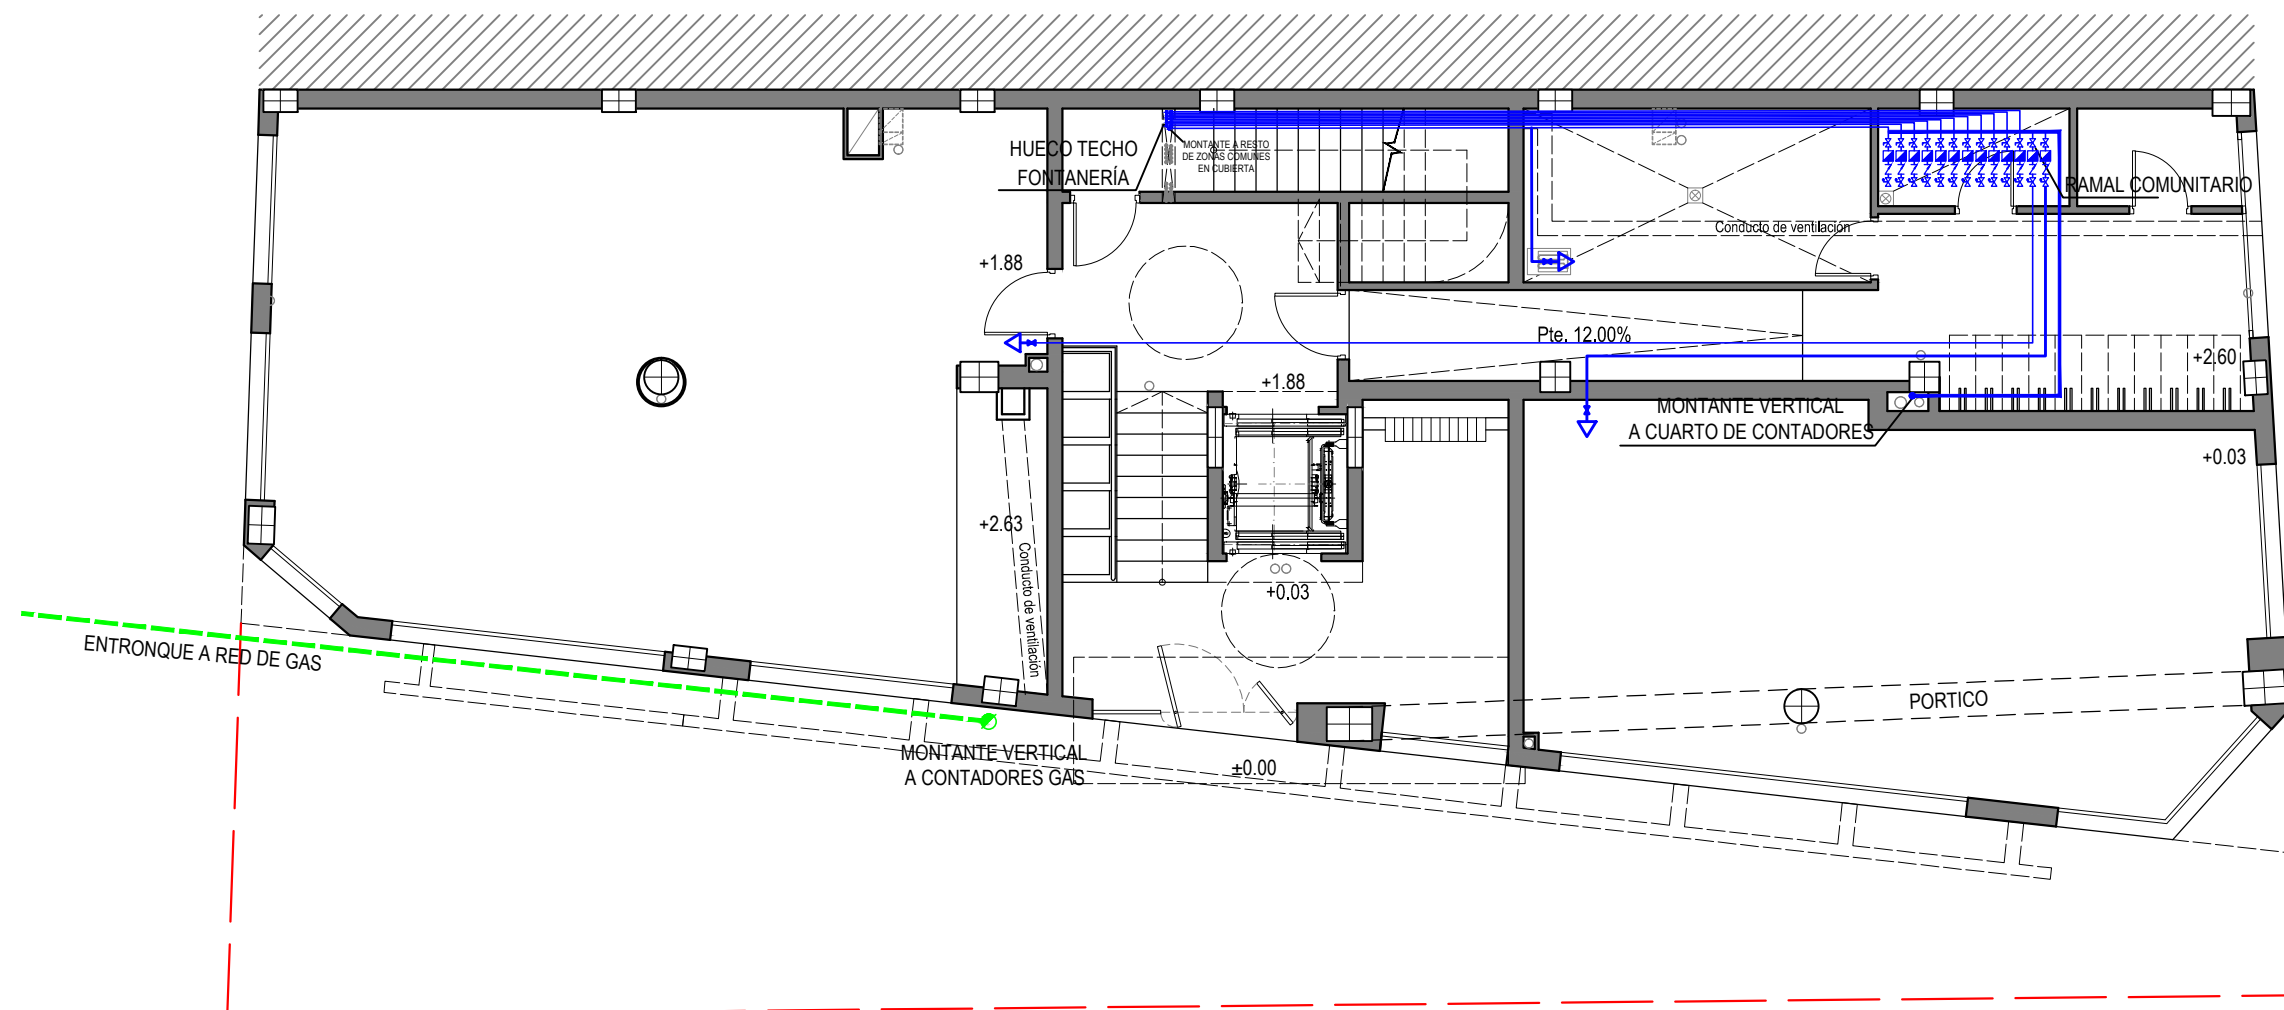 HUECO TECHO
FONTANERÍA
MONTANTE A RESTO
DE ZONAS COMUNES
EN CUBIERTA
RAMAL COMUNITARIO
Conducto de ventilación
+1.88
Pte. 12.00%
+2.60
+1.88
MONTANTE VERTICAL
A CUARTO DE CONTADORES
+0.03
+2.63
Conducto de ventilación
+0.03
ENTRONQUE A RED DE GAS
PORTICO
MONTANTE VERTICAL
A CONTADORES GAS
±0.00